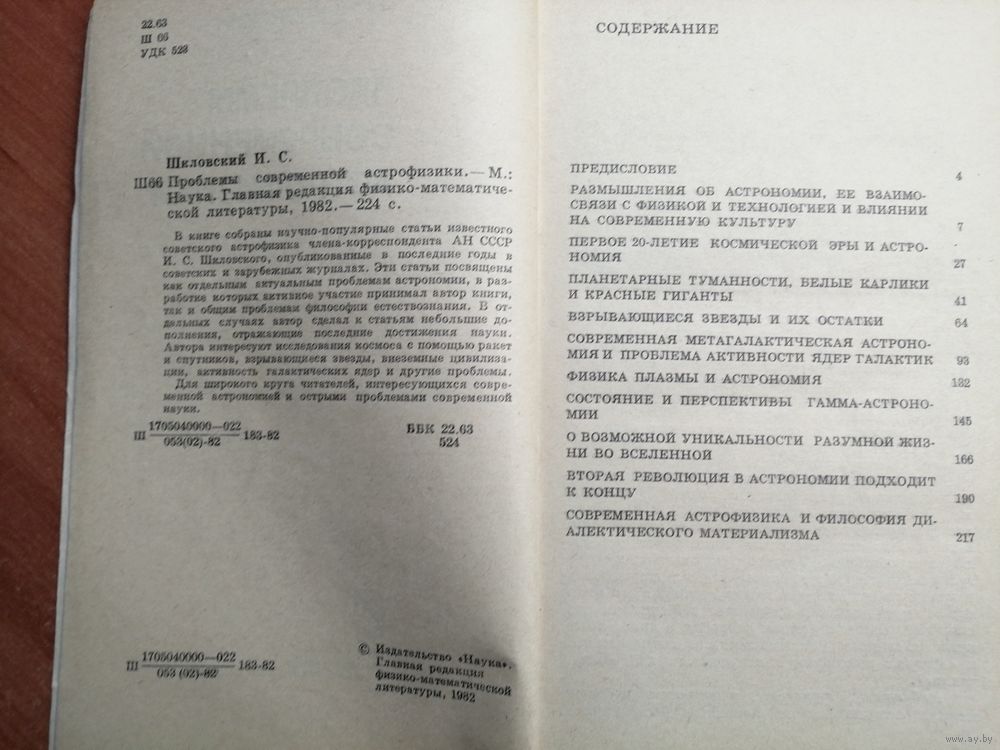 22.63
Ш 66
УДК 523
Шкловский И. С.
Ш66 Проблемы современной астрофизики.— М.:
Наука. Главная редакция физико-математиче-
ской литературы, 1982.— 224 с.
В книге собраны научно-популярные статьи известного
советского астрофизика члена-корреспондента АН СССР
И. С. Шкловского, опубликованные в последние годы в
советских и зарубежных журналах. Эти статьи посвящены
как отдельным актуальным проблемам астрономии, в раз-
работке которых активное участие принимал автор книги,
так и общим проблемам философии естествознания. В от-
дельных случаях автор сделал к статьям небольшие до-
полнения, отражающие последние достижения науки.
Автора интересуют исследования космоса с помощью ракет
и спутников, взрывающиеся звезды, внеземные цивилиза-
ции, активность галактических ядер и другие проблемы.
Для широкого круга читателей, интересующихся совре-
менной астрономией и острыми проблемами современной
науки.
Ш 1705040000—022
053(02)-82 183-82
ББК 22.63
524
Ш 1705040000—022
053 (02)-82 183-82
© Издательство «Наука».
Главная редакция
физико-математической
литературы, 1982
СОДЕРЖАНИЕ
ПРЕДИСЛОВИЕ 4
РАЗМЫШЛЕНИЯ ОБ АСТРОНОМИИ, ЕЕ ВЗАИМО-
СВЯЗИ С ФИЗИКОЙ И ТЕХНОЛОГИЕЙ И ВЛИЯНИИ
НА СОВРЕМЕННУЮ КУЛЬТУРУ 7
ПЕРВОЕ 20-ЛЕТИЕ КОСМИЧЕСКОЙ ЭРЫ И АСТРО-
НОМИЯ 27
ПЛАНЕТАРНЫЕ ТУМАННОСТИ, БЕЛЫЕ КАРЛИКИ
И КРАСНЫЕ ГИГАНТЫ 41
ВЗРЫВАЮЩИЕСЯ ЗВЕЗДЫ И ИХ ОСТАТКИ 64
СОВРЕМЕННАЯ МЕТАГАЛАКТИЧЕСКАЯ АСТРОНО-
МИЯ И ПРОБЛЕМА АКТИВНОСТИ ЯДЕР ГАЛАКТИК 93
ФИЗИКА ПЛАЗМЫ И АСТРОНОМИЯ 132
СОСТОЯНИЕ И ПЕРСПЕКТИВЫ ГАММА-АСТРОНО-
МИИ 145
О ВОЗМОЖНОЙ УНИКАЛЬНОСТИ РАЗУМНОЙ ЖИЗ-
НИ ВО ВСЕЛЕННОЙ 166
ВТОРАЯ РЕВОЛЮЦИЯ В АСТРОНОМИИ ПОДХОДИТ
К КОНЦУ 190
СОВРЕМЕННАЯ АСТРОФИЗИКА И ФИЛОСОФИЯ ДИ-
АЛЕКТИЧЕСКОГО МАТЕРИАЛИЗМА 217
www.ay.by